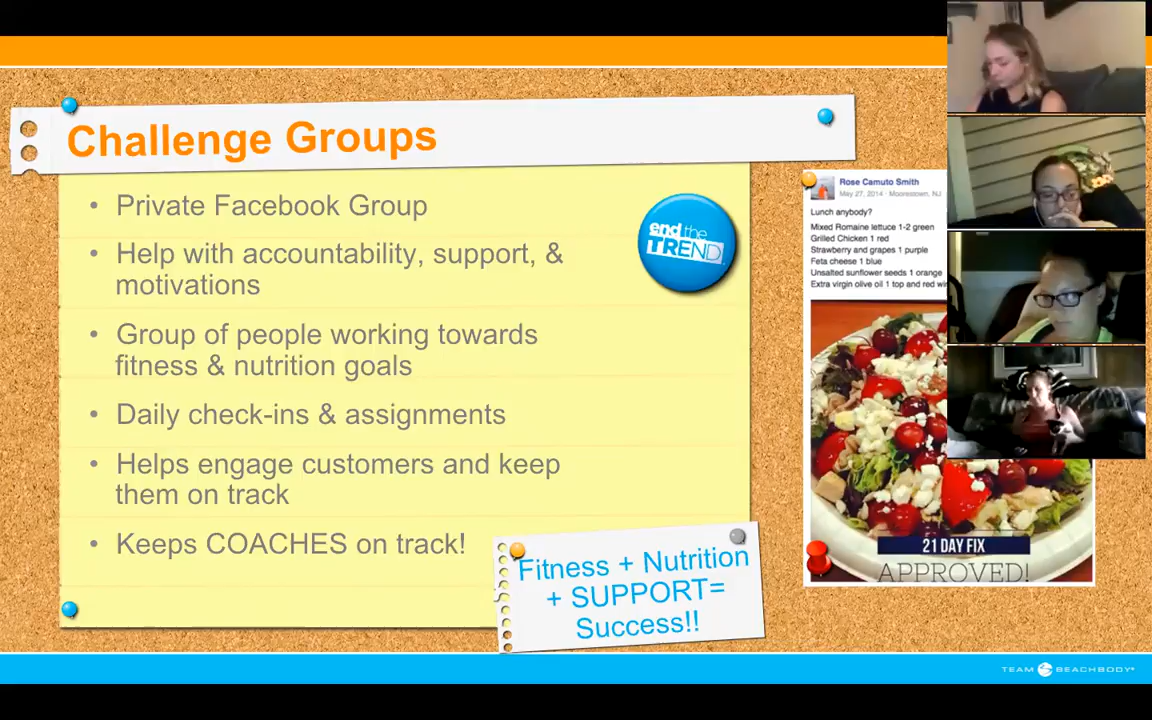 Challenge Groups
• Private Facebook Group
• Help with accountability, support, &
motivations
• Group of people working towards
fitness & nutrition goals
• Daily check-ins & assignments
• Helps engage customers and keep
them on track
• Keeps COACHES on track!
end the
TREND
Fitness + Nutrition
+ SUPPORT=
Success!!
Rose Camuto Smith
May 27, 2014 · Moorestown, NJ
Lunch anybody?
Mixed Romaine lettuce 1-2 green
Grilled Chicken 1 red
Strawberry and grapes 1 purple
Feta cheese 1 blue
Unsalted sunflower seeds 1 orange
Extra virgin olive oil 1 top and red
21 DAY FIX
APPROVED!
TEAM BEACHBODY